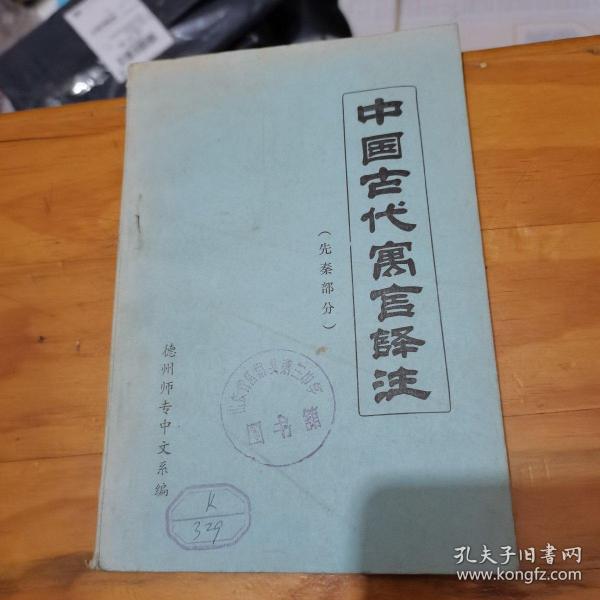 中国古代寓言译注
(先秦部分)
德州师专中文系编
图书馆
K
329
孔夫子旧书网
www.kongfz.com